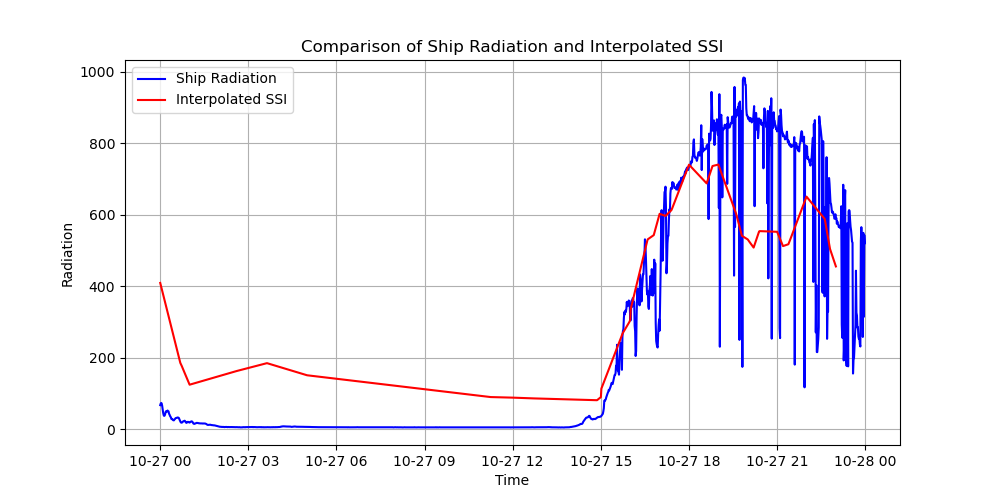 Comparison of Ship Radiation and Interpolated SSI
Ship Radiation
Interpolated SSI
Radiation
1000
800
600
400
200
0
10-27 00 10-27 03 10-27 06 10-27 09 10-27 12 10-27 15 10-27 18 10-27 21 10-28 00
Time